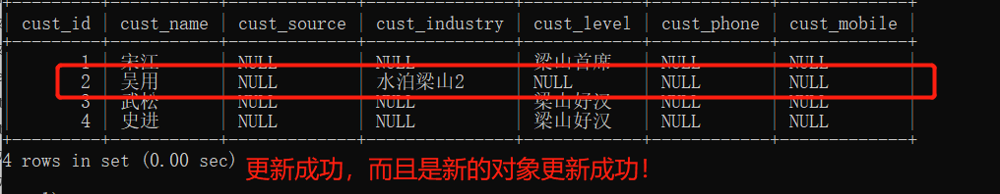 cust_id | cust_name | cust_source | cust_industry | cust_level | cust_phone | cust_mobile
1 | 宋江 | NULL | NULL | 梁山首席 | NULL | NULL
2 | 吴用 | NULL | 水泊梁山2 | NULL | NULL | NULL
3 | 武松 | NULL | NULL | 梁山好汉 | NULL | NULL
4 | 史进 | NULL | NULL | 梁山好汉 | NULL | NULL
4 rows in set (0.00 sec)
更新成功，而且是新的对象更新成功！